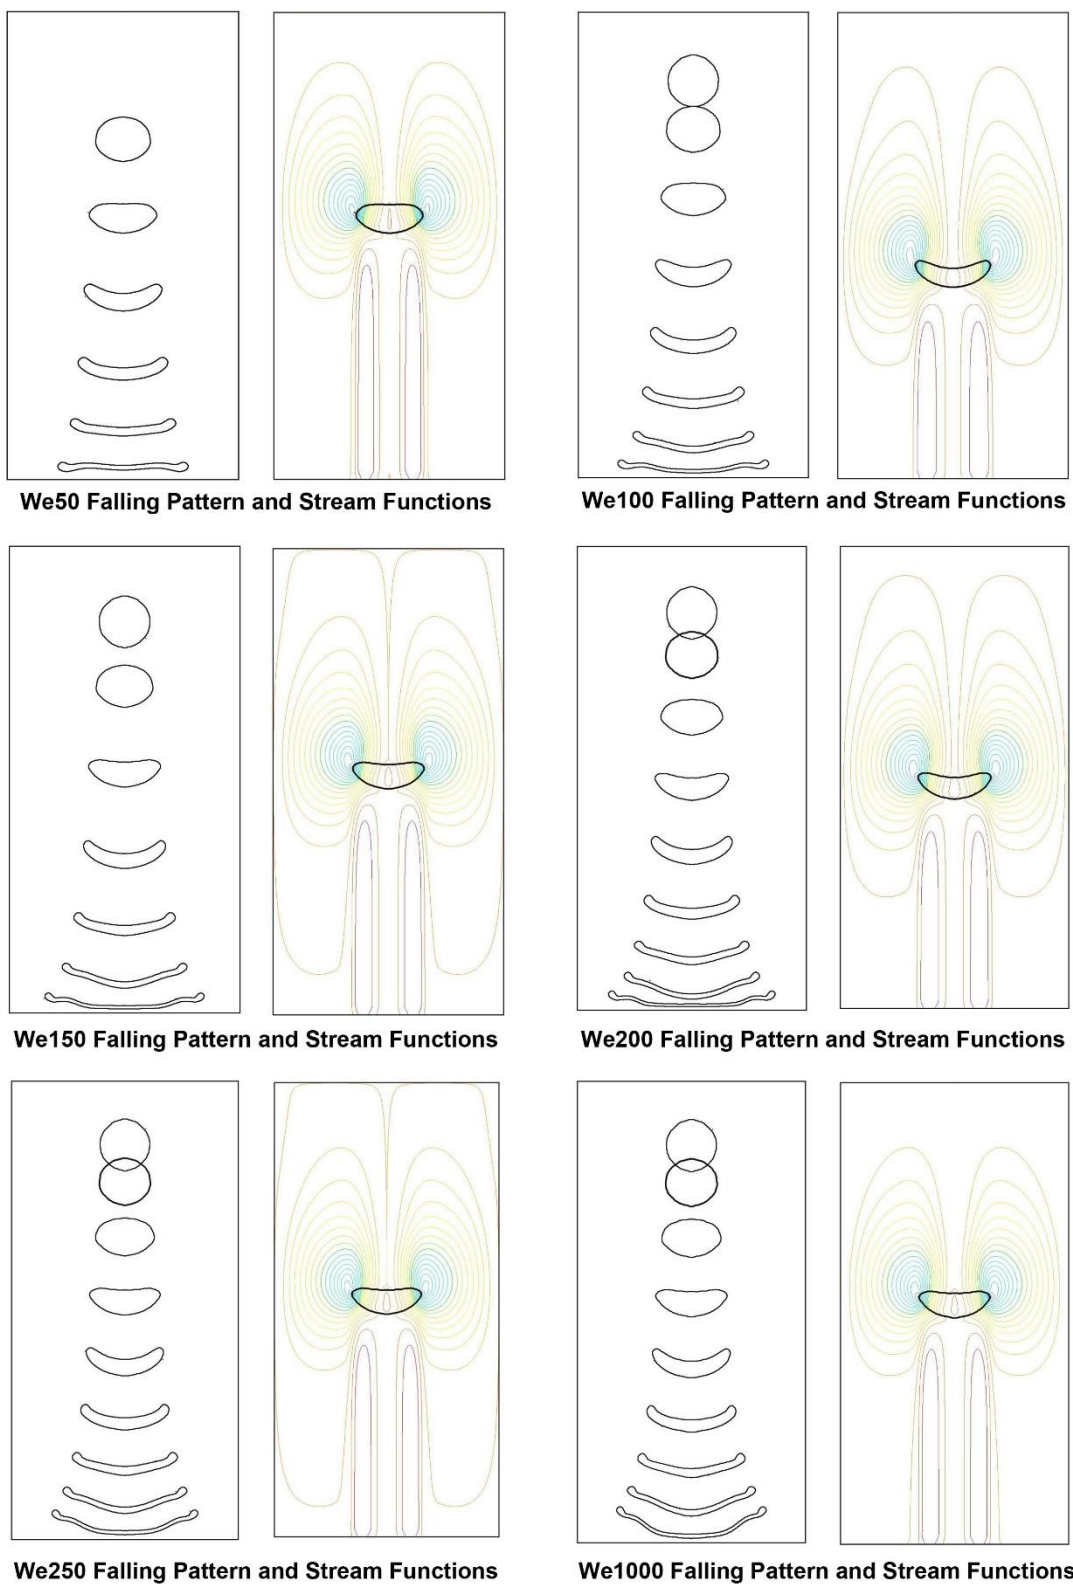 We50 Falling Pattern and Stream Functions
We100 Falling Pattern and Stream Functions
We150 Falling Pattern and Stream Functions
We200 Falling Pattern and Stream Functions
We250 Falling Pattern and Stream Functions
We1000 Falling Pattern and Stream Functions